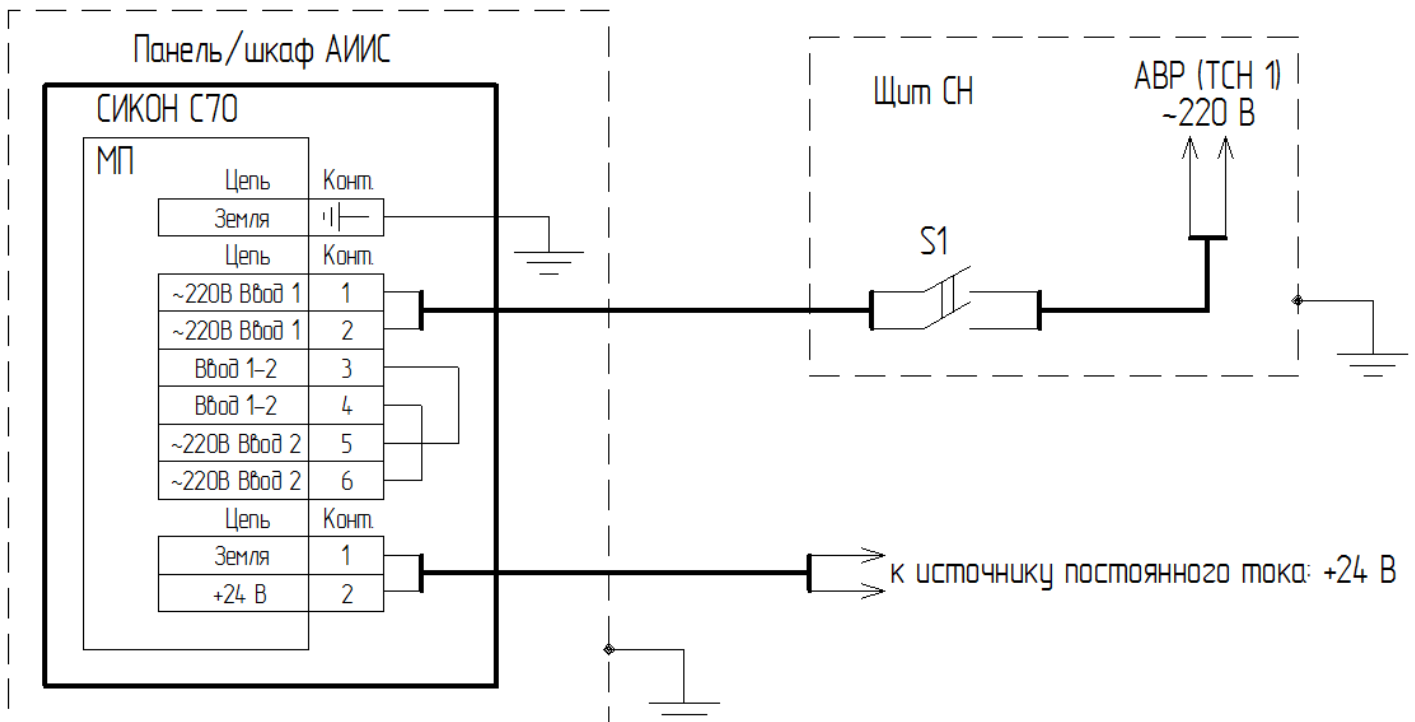 Панель/шкаф АИИС
СИКОН С70
МП
Цепь Конт.
Земля
Цепь Конт.
~220В Ввод 1 1
~220В Ввод 1 2
Ввод 1-2 3
Ввод 1-2 4
~220В Ввод 2 5
~220В Ввод 2 6
Цепь Конт.
Земля 1
+24 В 2
Щит СН
АВР (ТСН 1)
~220 В
S1
к источнику постоянного тока: +24 В